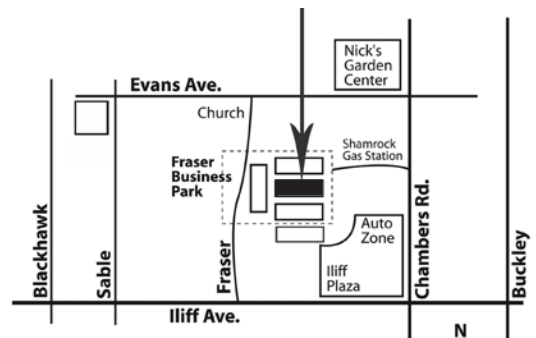 Nick's
Garden
Center
Evans Ave.
Church
Shamrock
Gas Station
Fraser
Business
Park
Auto
Zone
Iliff
Plaza
Blackhawk
Sable
Fraser
Chambers Rd.
Buckley
Iliff Ave.
N